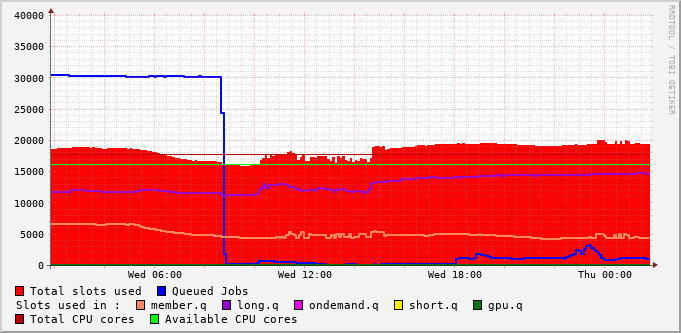 40000
35000
30000
25000
20000
15000
10000
5000
0
Wed 06:00 Wed 12:00 Wed 18:00 Thu 00:00
RRDTOOL / TOBI OETIKER
Total slots used Queued Jobs
Slots used in : member.q long.q ondemand.q short.q gpu.q
Total CPU cores Available CPU cores